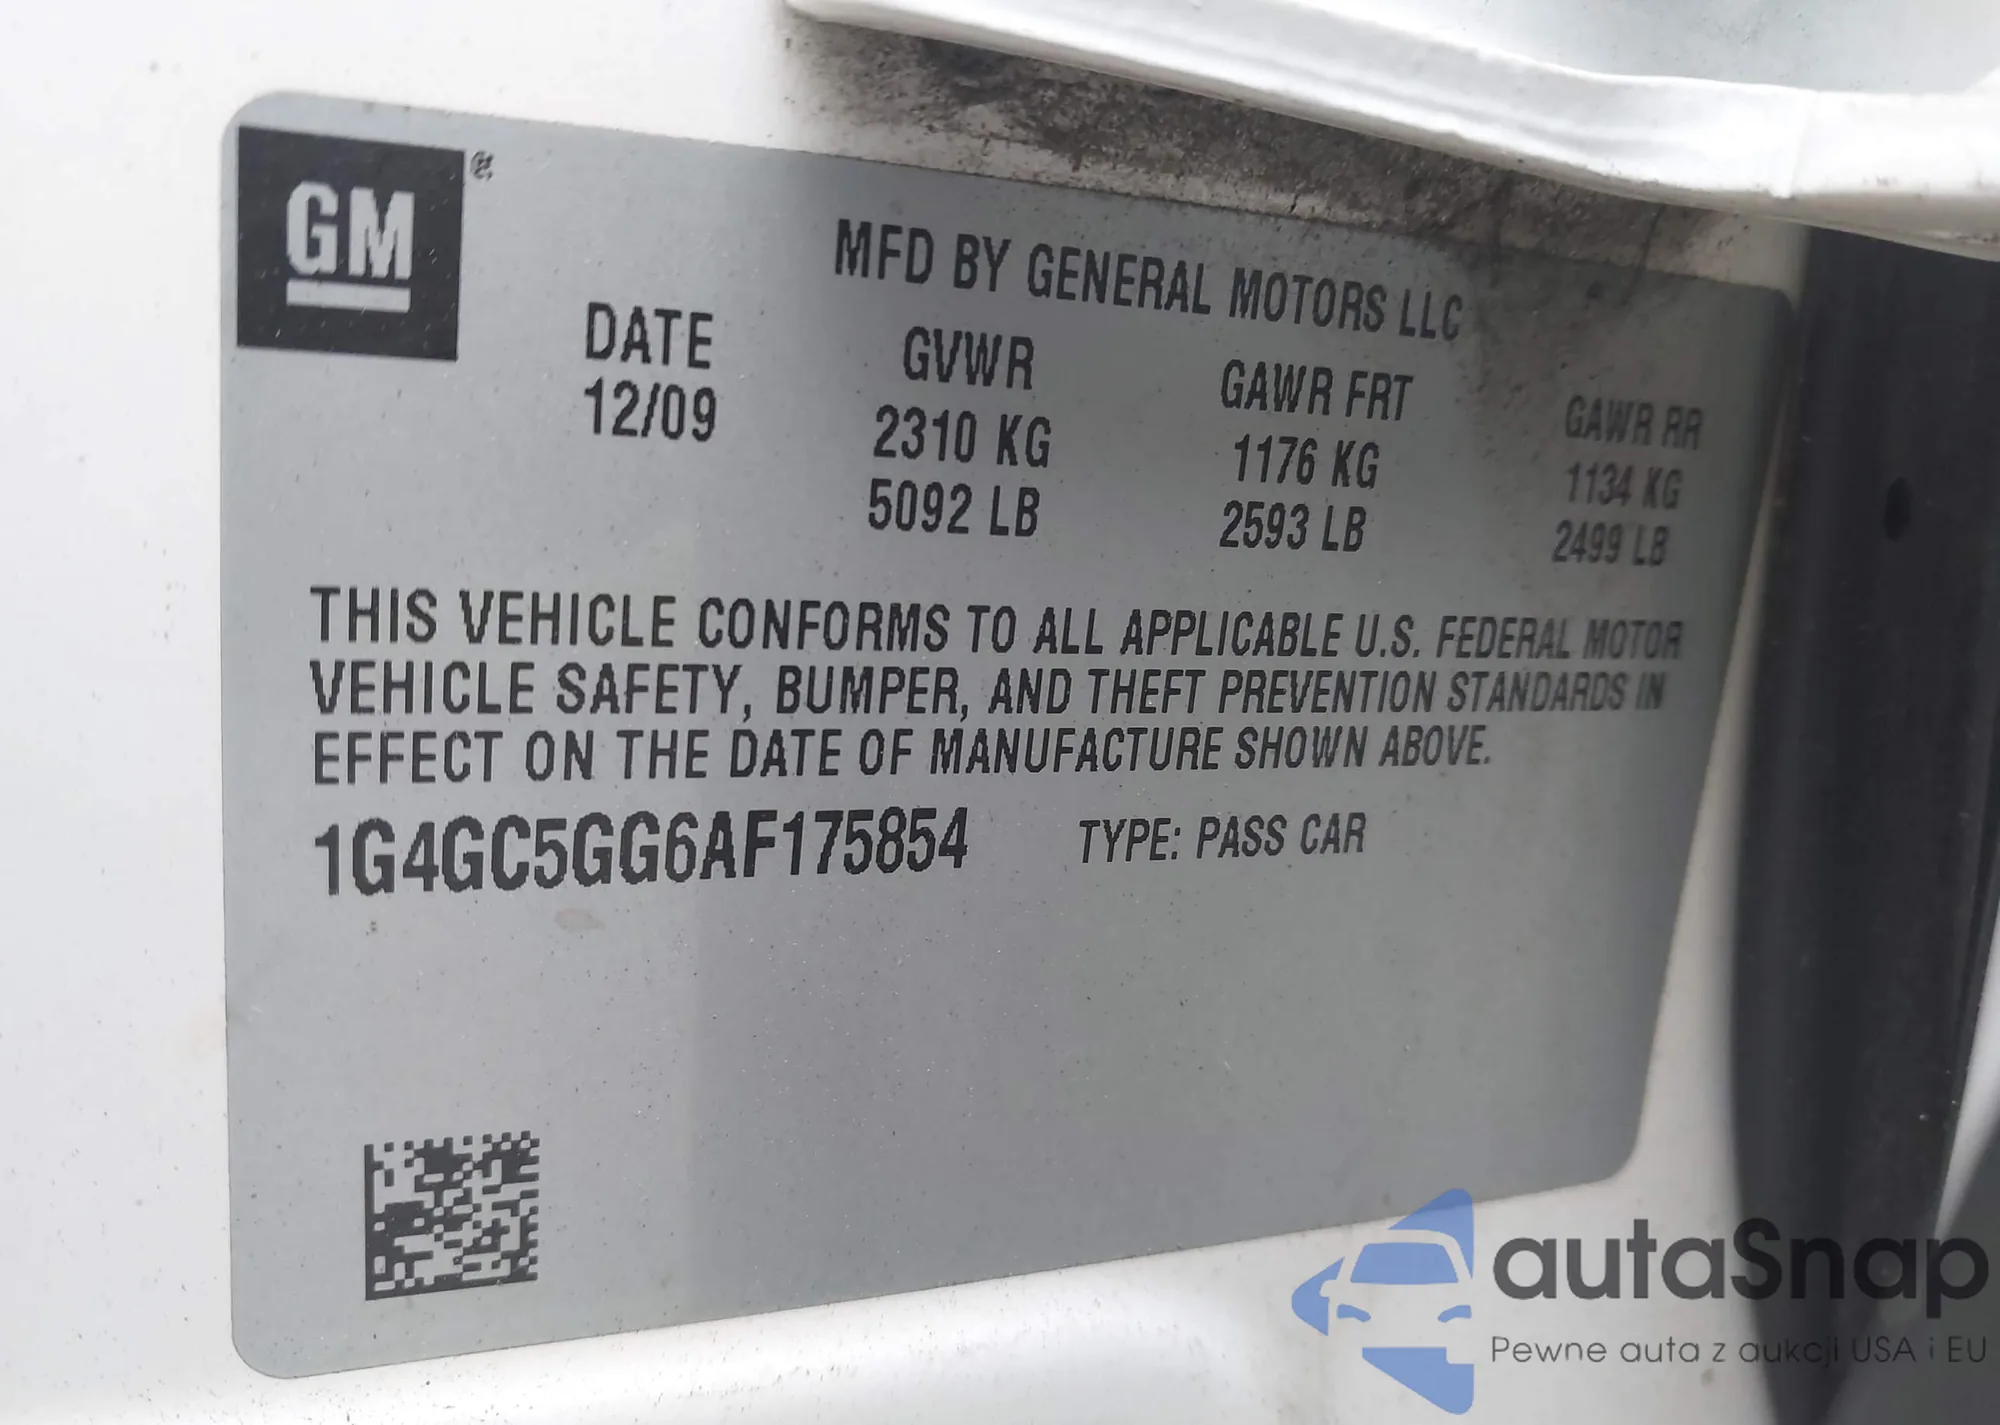 GM
MFD BY GENERAL MOTORS LLC
DATE GVWR GAWR FRT GAWR RR
12/09 2310 KG 1176 KG 1134 KG
5092 LB 2593 LB 2499 LB
THIS VEHICLE CONFORMS TO ALL APPLICABLE U.S. FEDERAL MOTOR
VEHICLE SAFETY, BUMPER, AND THEFT PREVENTION STANDARDS IN
EFFECT ON THE DATE OF MANUFACTURE SHOWN ABOVE.
1G4GC5GG6AF175854 TYPE: PASS CAR
autaSnap
Pewne auta z aukcji USA i EU